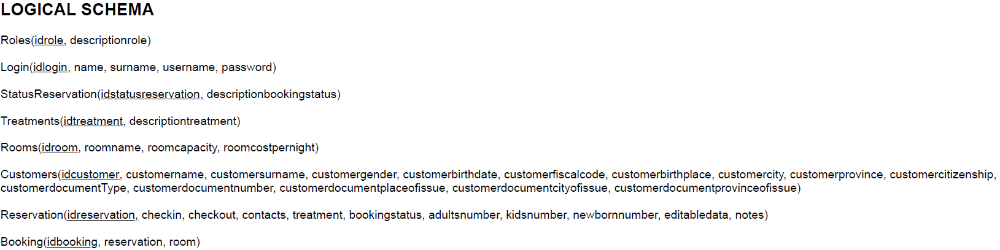 LOGICAL SCHEMA
Roles(idrole, descriptionrole)
Login(idlogin, name, surname, username, password)
StatusReservation(idstatusreservation, descriptionbookingstatus)
Treatments(idtreatment, descriptiontreatment)
Rooms(idroom, roomname, roomcapacity, roomcostpernight)
Customers(idcustomer, customername, customersurname, customergender, customerbirthdate, customerfiscalcode, customerbirthplace, customercity, customerprovince, customercitizenship,
customerdocumentType, customerdocumentnumber, customerdocumentplaceofissue, customerdocumentcityofissue, customerdocumentprovinceofissue)
Reservation(idreservation, checkin, checkout, contacts, treatment, bookingstatus, adultsnumber, kidsnumber, newbornnumber, editabledata, notes)
Booking(idbooking, reservation, room)